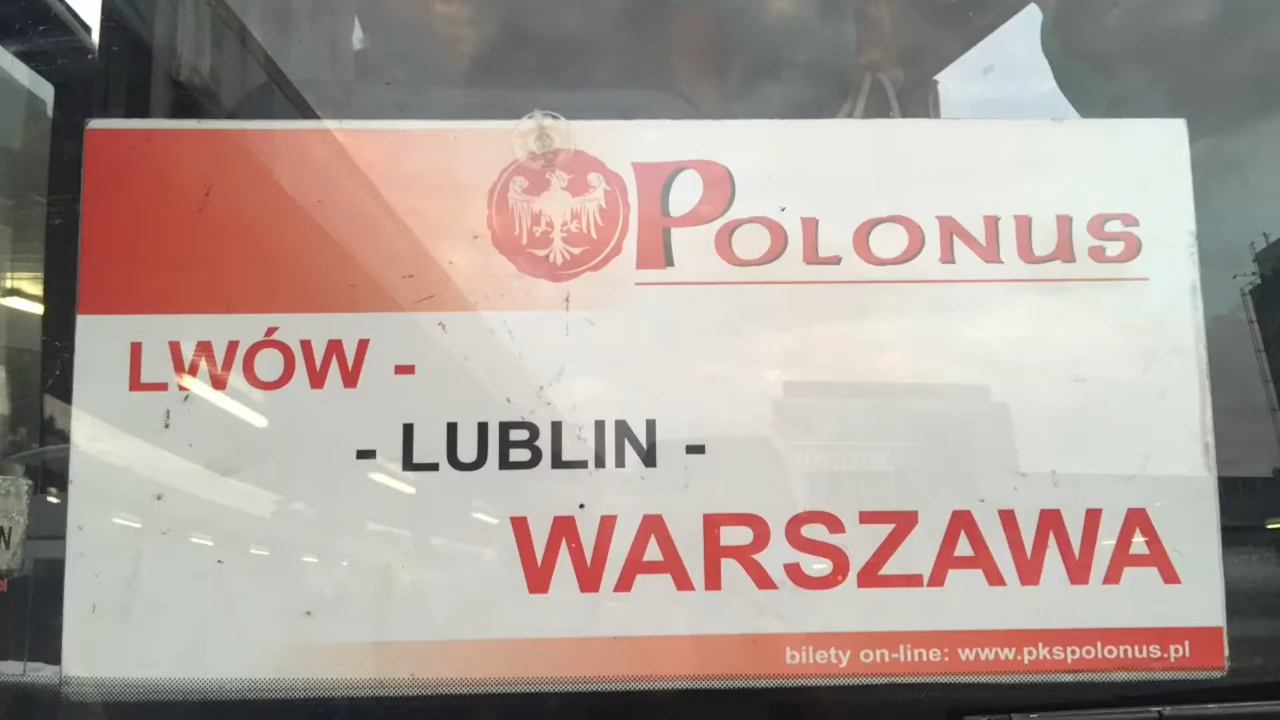 POLONUS
LWÓW -
- LUBLIN -
WARSZAWA
bilety on-line: www.pkspolonus.pl